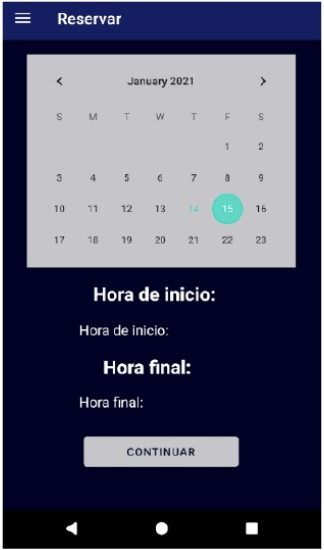 Reservar
January 2021
S M T W T F S
1 2
3 4 5 6 7 8 9
10 11 12 13 14 15 16
17 18 19 20 21 22 23
Hora de inicio:
Hora de inicio:
Hora final:
Hora final:
CONTINUAR